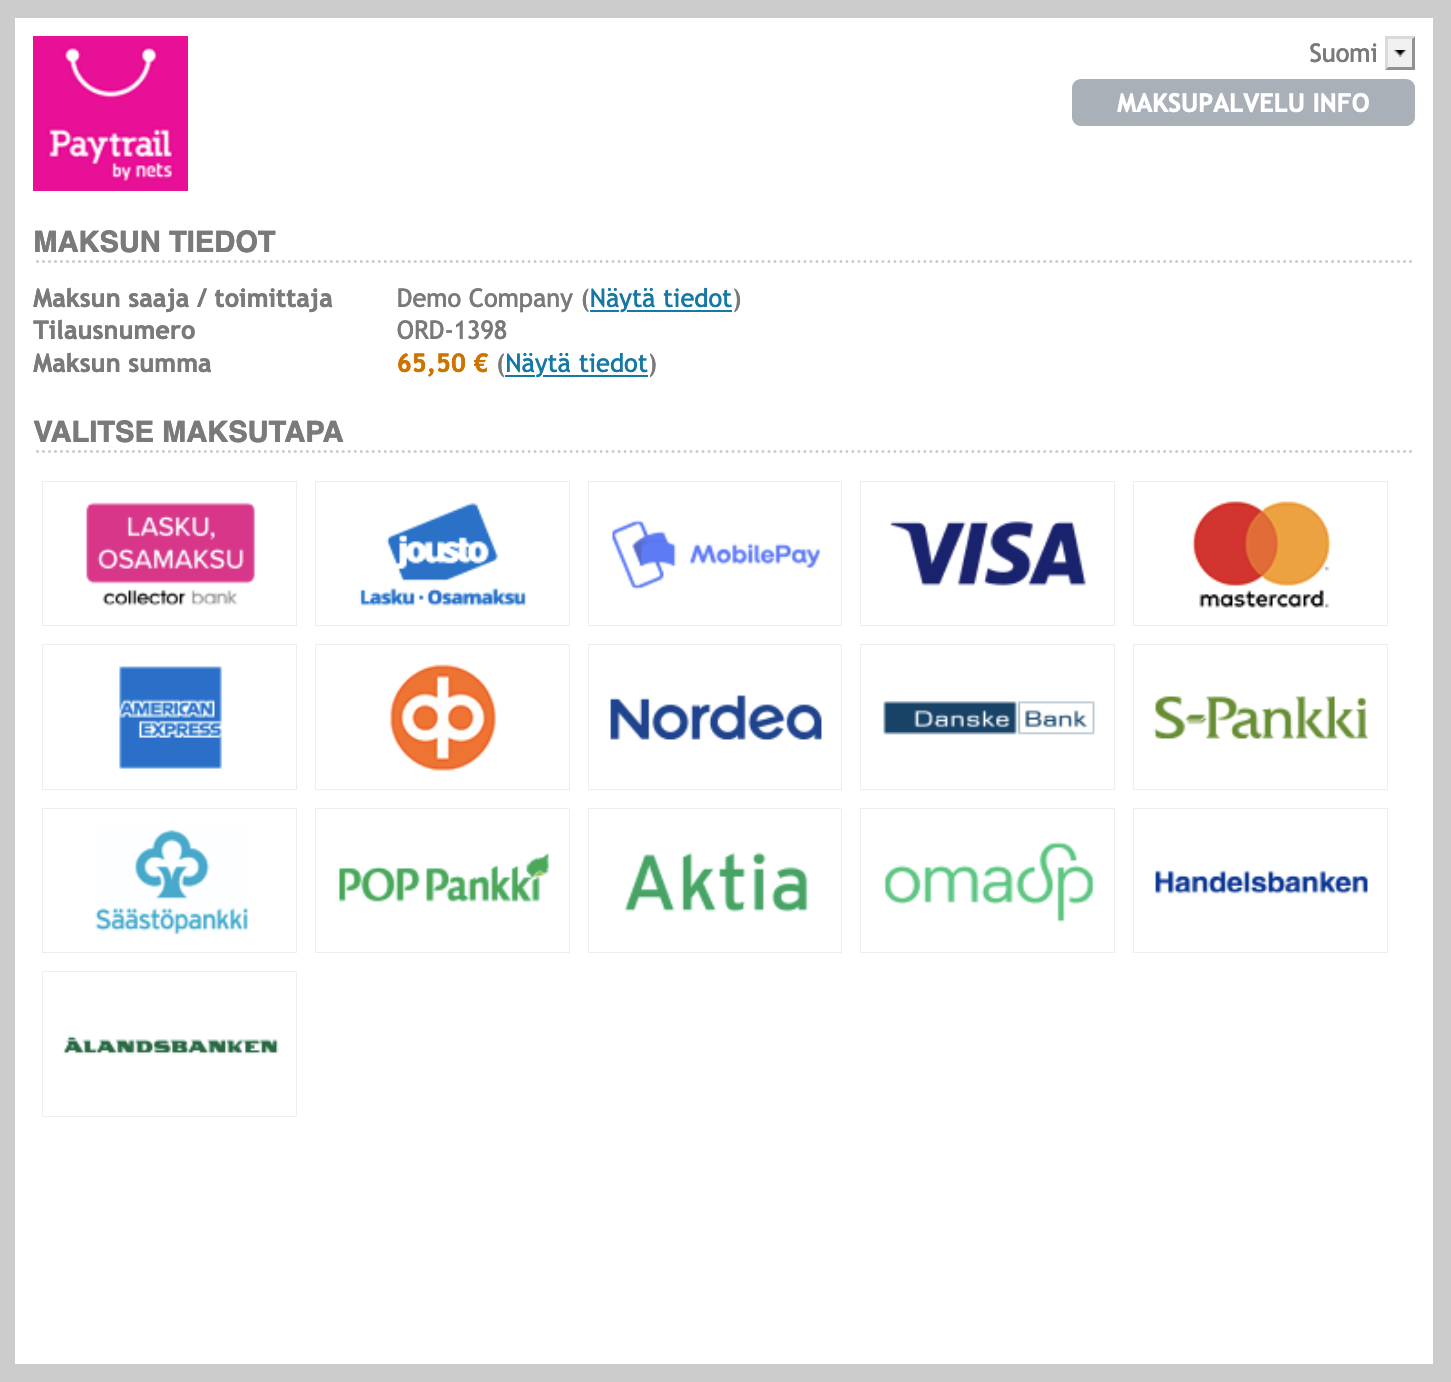 Paytrail
by nets
Suomi
MAKSUPALVELU INFO
MAKSUN TIEDOT
Maksun saaja / toimittaja Demo Company (Näytä tiedot)
Tilausnumero ORD-1398
Maksun summa 65,50 € (Näytä tiedot)
VALITSE MAKSUTAPA
LASKU,
OSAMAKSU
collector bank
jousto
Lasku · Osamaksu
MobilePay
VISA
mastercard.
AMERICAN
EXPRESS
op
Nordea
Danske Bank
S-Pankki
Säästöpankki
POP Pankki
Aktia
omasp
Handelsbanken
ÅLANDSBANKEN